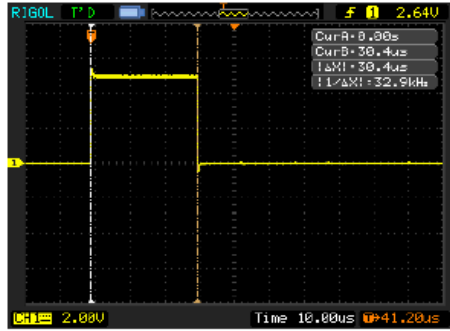 RIGOL T'D f 1 2.64V
CurA=0.00s
CurB=30.4us
|ΔX|=30.4us
|1/ΔX|=32.9kHz
1
CH1 2.00V Time 10.00us 41.20us